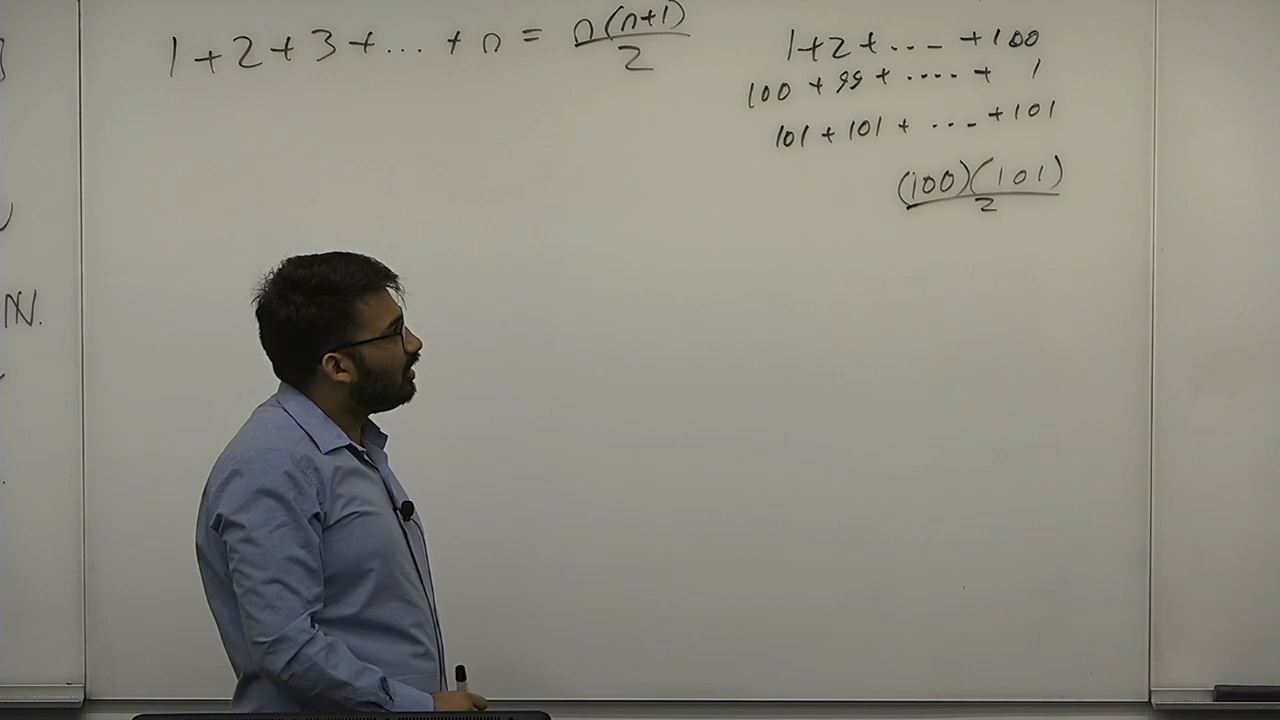 1+2+3+... + n = n(n+1)/2
1+2+.... +100
100 + 99 + .... + 1
101 + 101 + .... +101
(100)(101)/2
N.